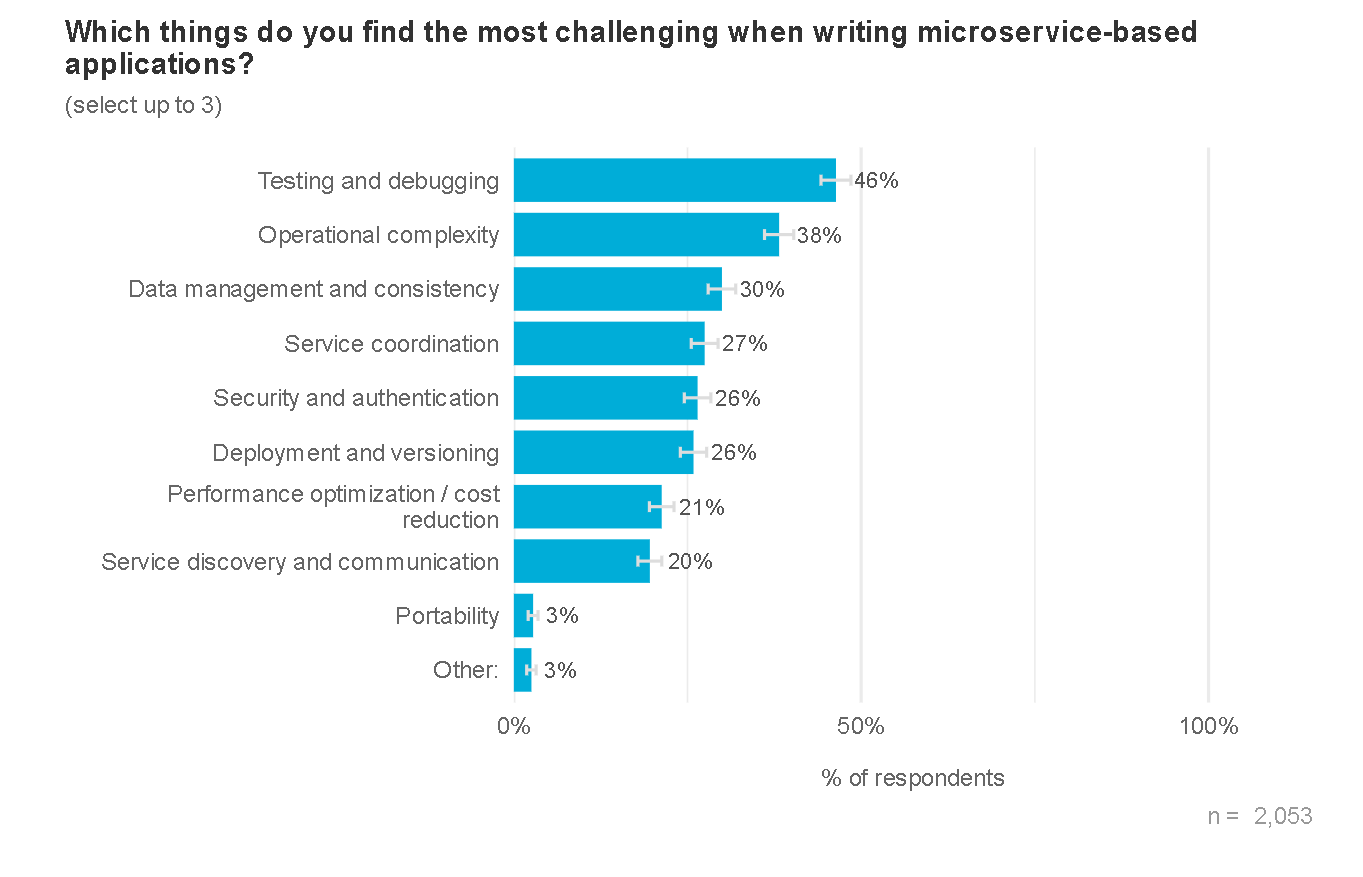 Which things do you find the most challenging when writing microservice-based
applications?
(select up to 3)
Testing and debugging 46%
Operational complexity 38%
Data management and consistency 30%
Service coordination 27%
Security and authentication 26%
Deployment and versioning 26%
Performance optimization / cost
reduction 21%
Service discovery and communication 20%
Portability 3%
Other: 3%
0% 50% 100%
% of respondents
n = 2,053